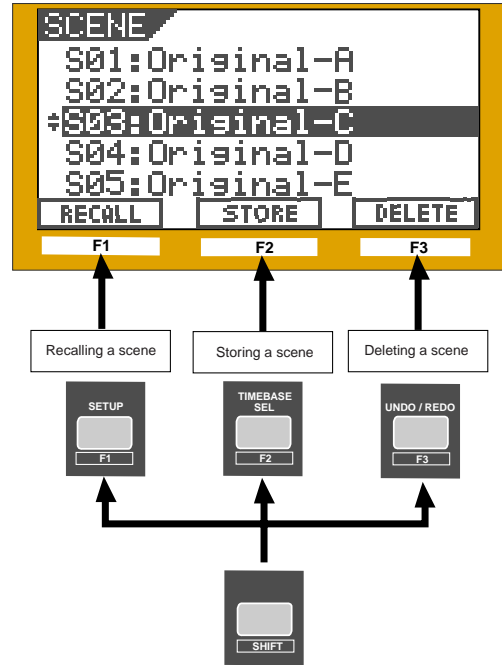 SCENE
S01:Original-A
S02:Original-B
S03:Original-C
S04:Original-D
S05:Original-E
RECALL STORE DELETE
F1 F2 F3
Recalling a scene Storing a scene Deleting a scene
SETUP TIMEBASE SEL UNDO / REDO
F1 F2 F3
SHIFT